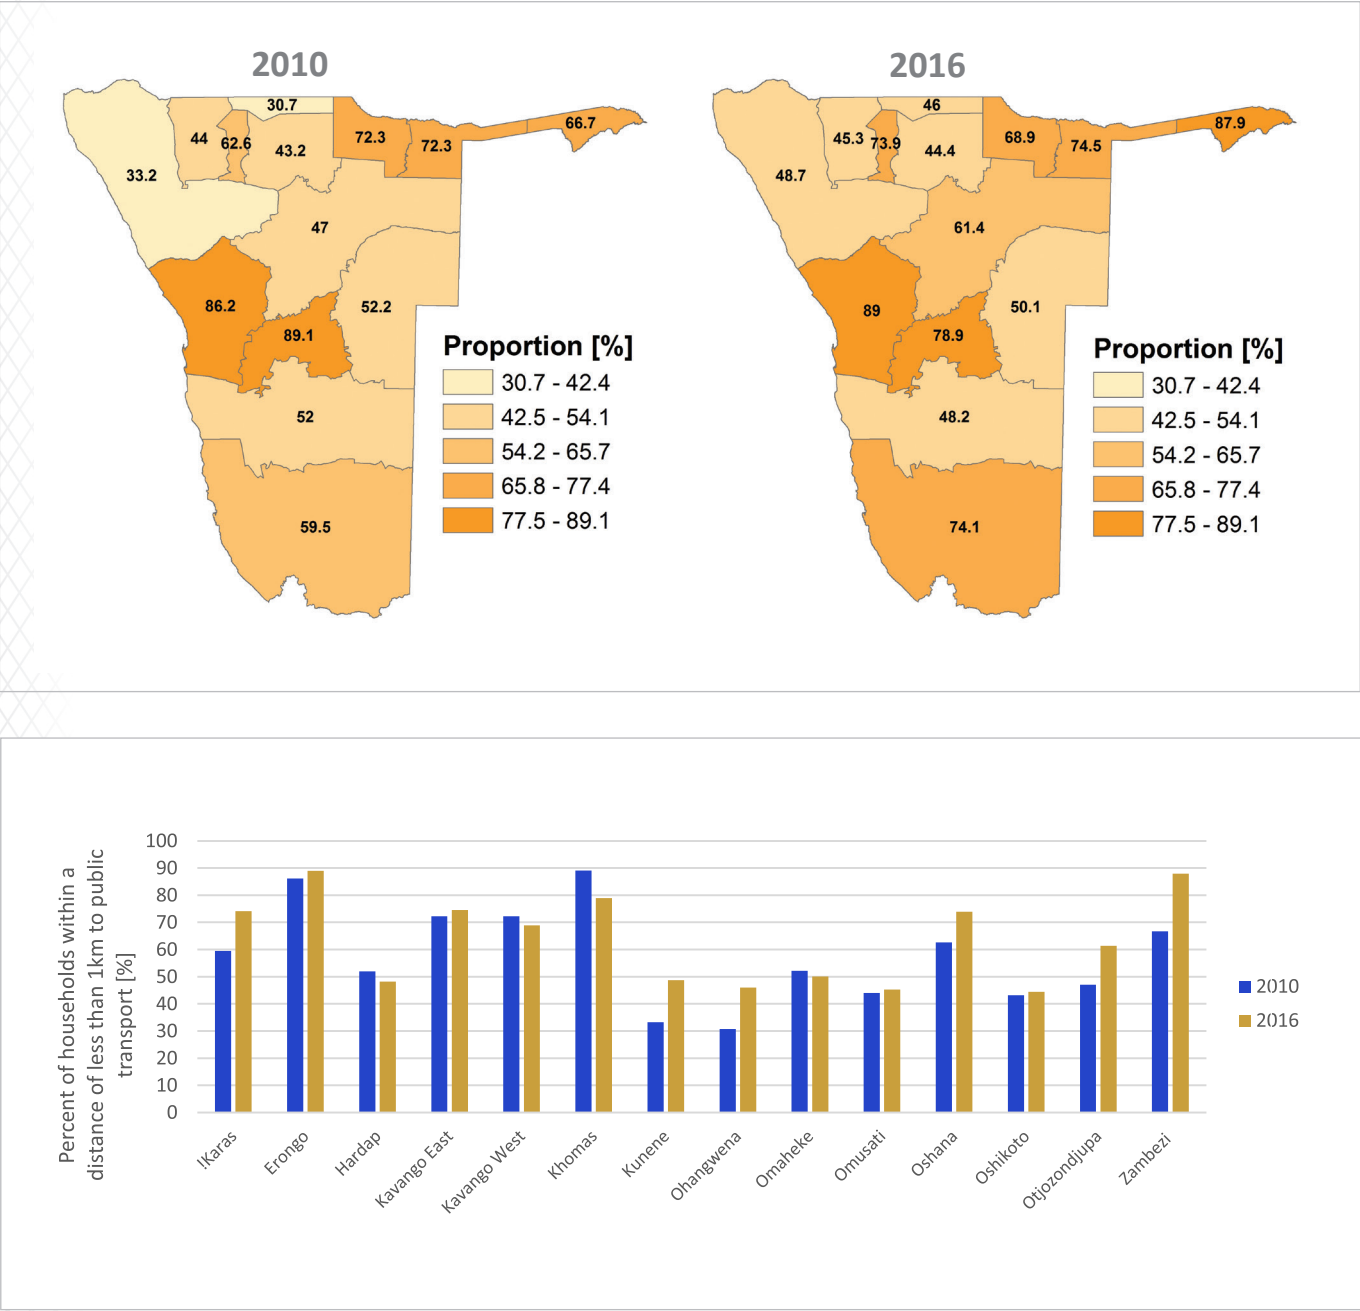 2010
30.7
44
62.6
43.2
72.3
72.3
66.7
33.2
47
86.2
52.2
89.1
52
59.5
Proportion [%]
30.7 - 42.4
42.5 - 54.1
54.2 - 65.7
65.8 - 77.4
77.5 - 89.1
2016
46
45.3
73.9
44.4
68.9
74.5
87.9
48.7
61.4
89
50.1
78.9
48.2
74.1
Proportion [%]
30.7 - 42.4
42.5 - 54.1
54.2 - 65.7
65.8 - 77.4
77.5 - 89.1
Percent of households within a
distance of less than 1km to public
transport [%]
100
90
80
70
60
50
40
30
20
10
0
!Karas
Erongo
Hardap
Kavango East
Kavango West
Khomas
Kunene
Ohangwena
Omaheke
Omusati
Oshana
Oshikoto
Otjozondjupa
Zambezi
2010
2016